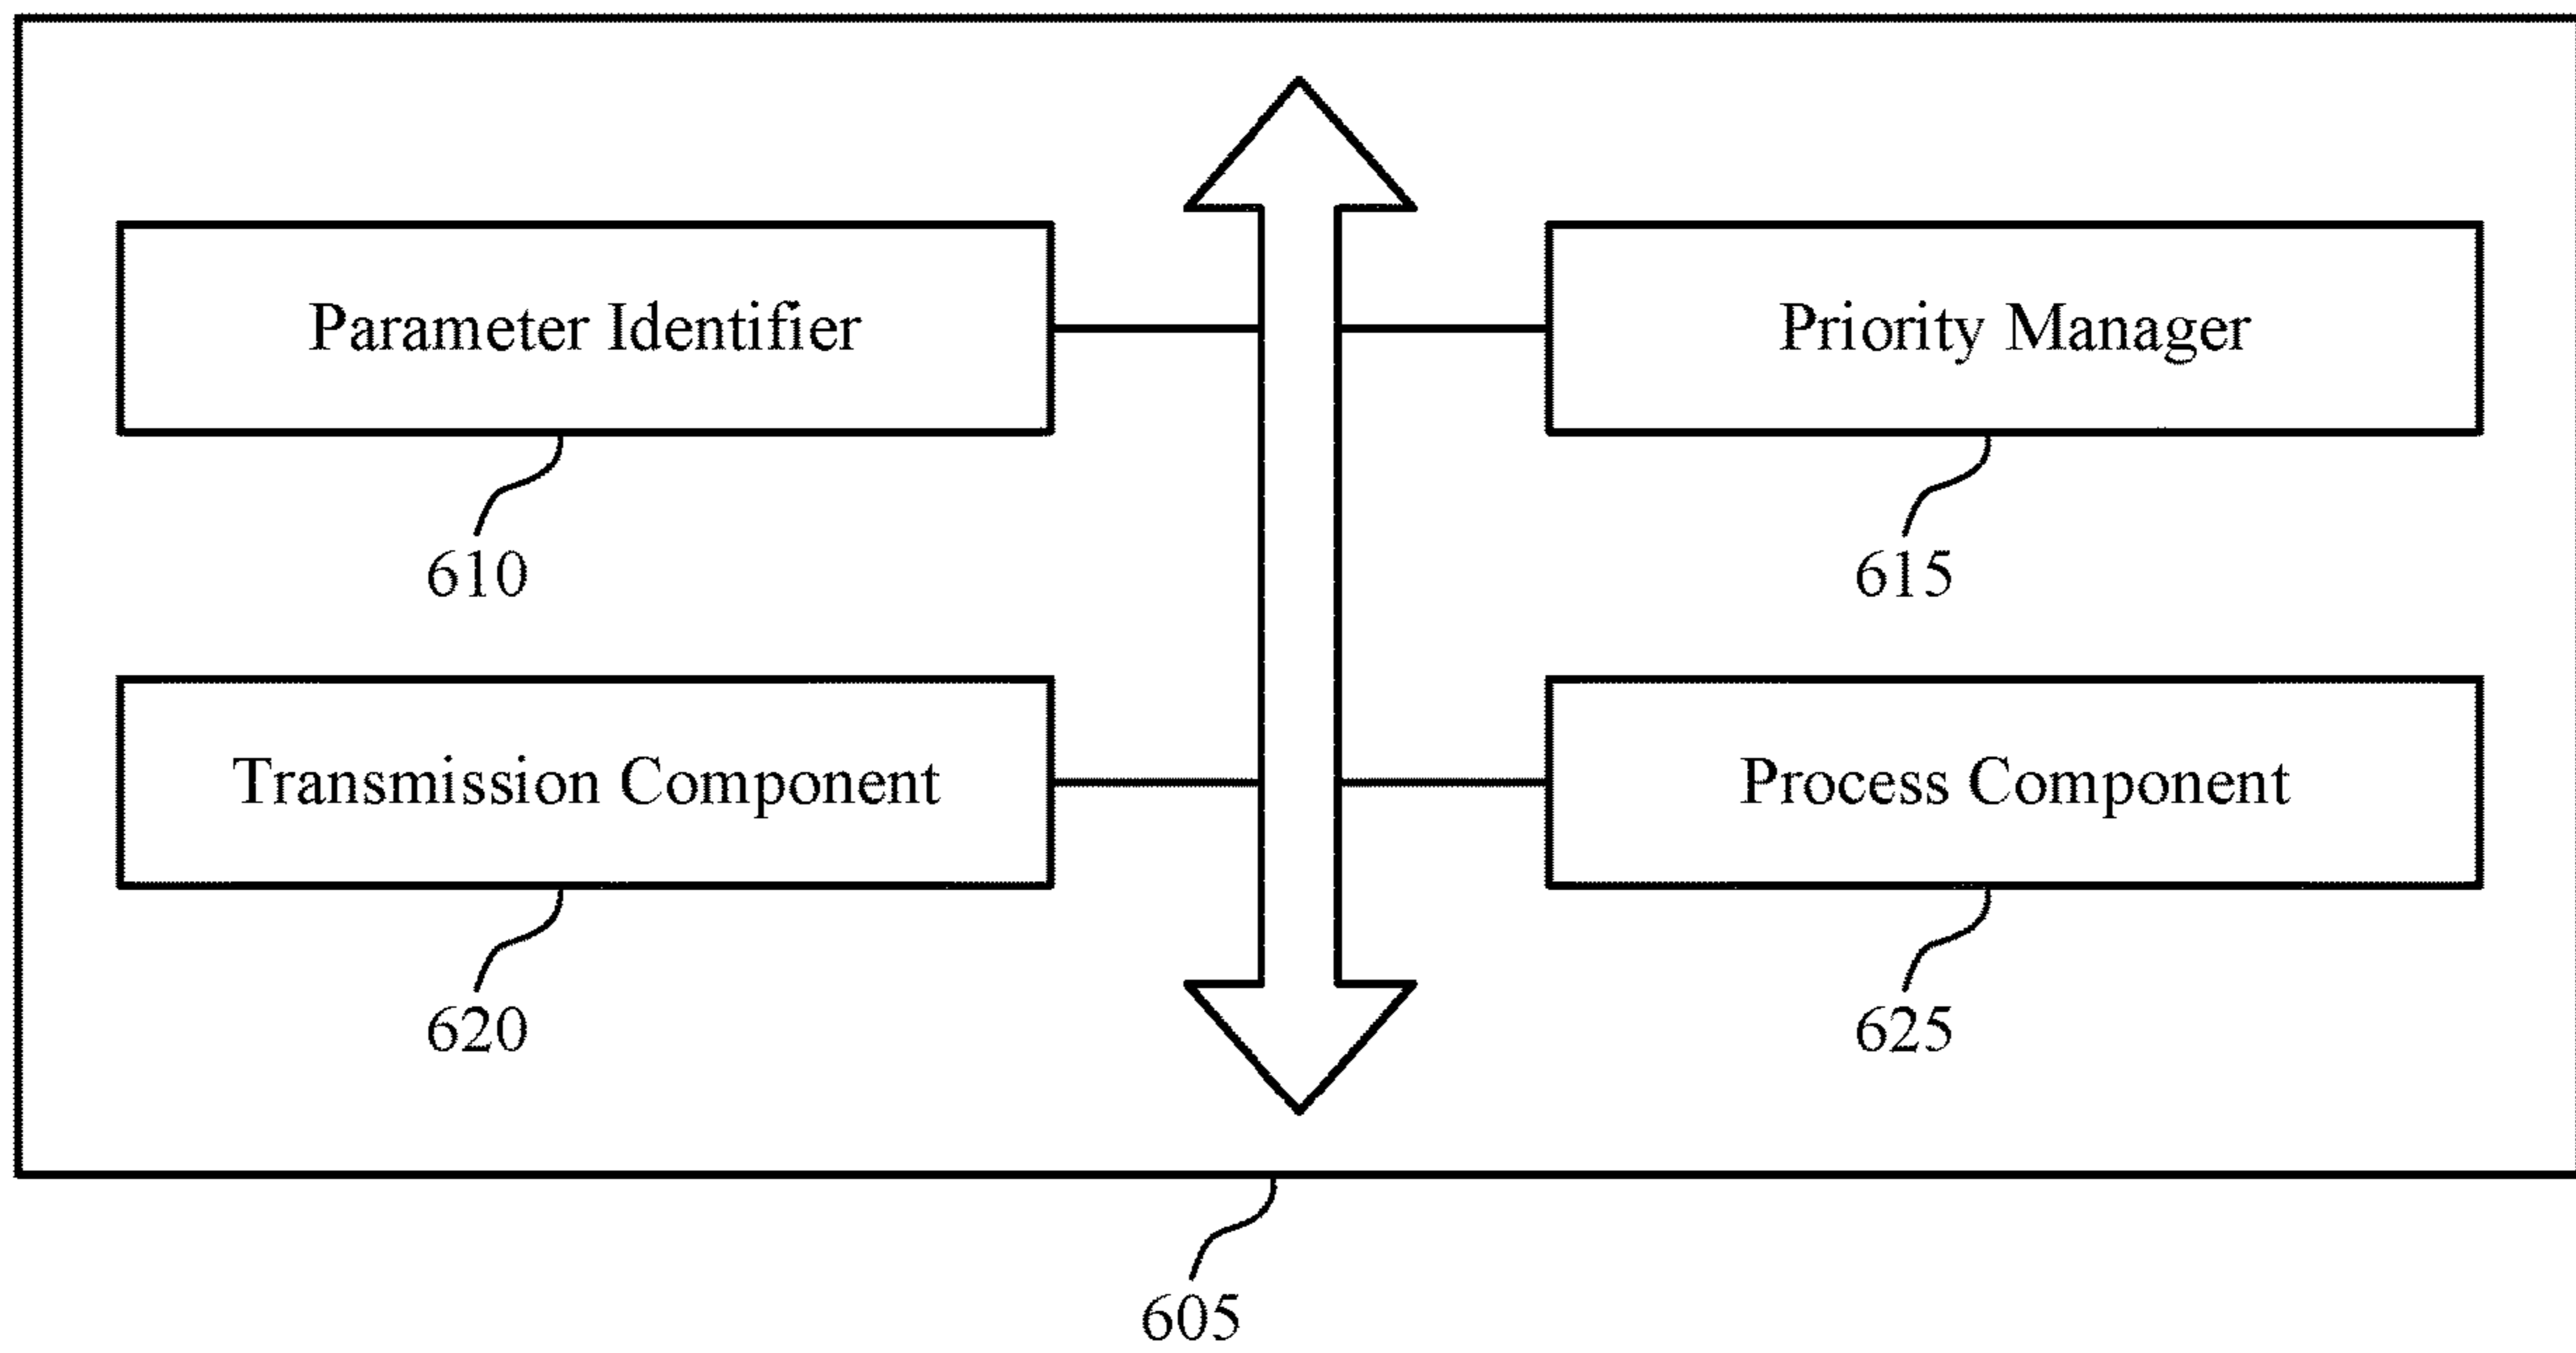 Parameter Identifier
Priority Manager
610
615
Transmission Component
Process Component
620
625
605